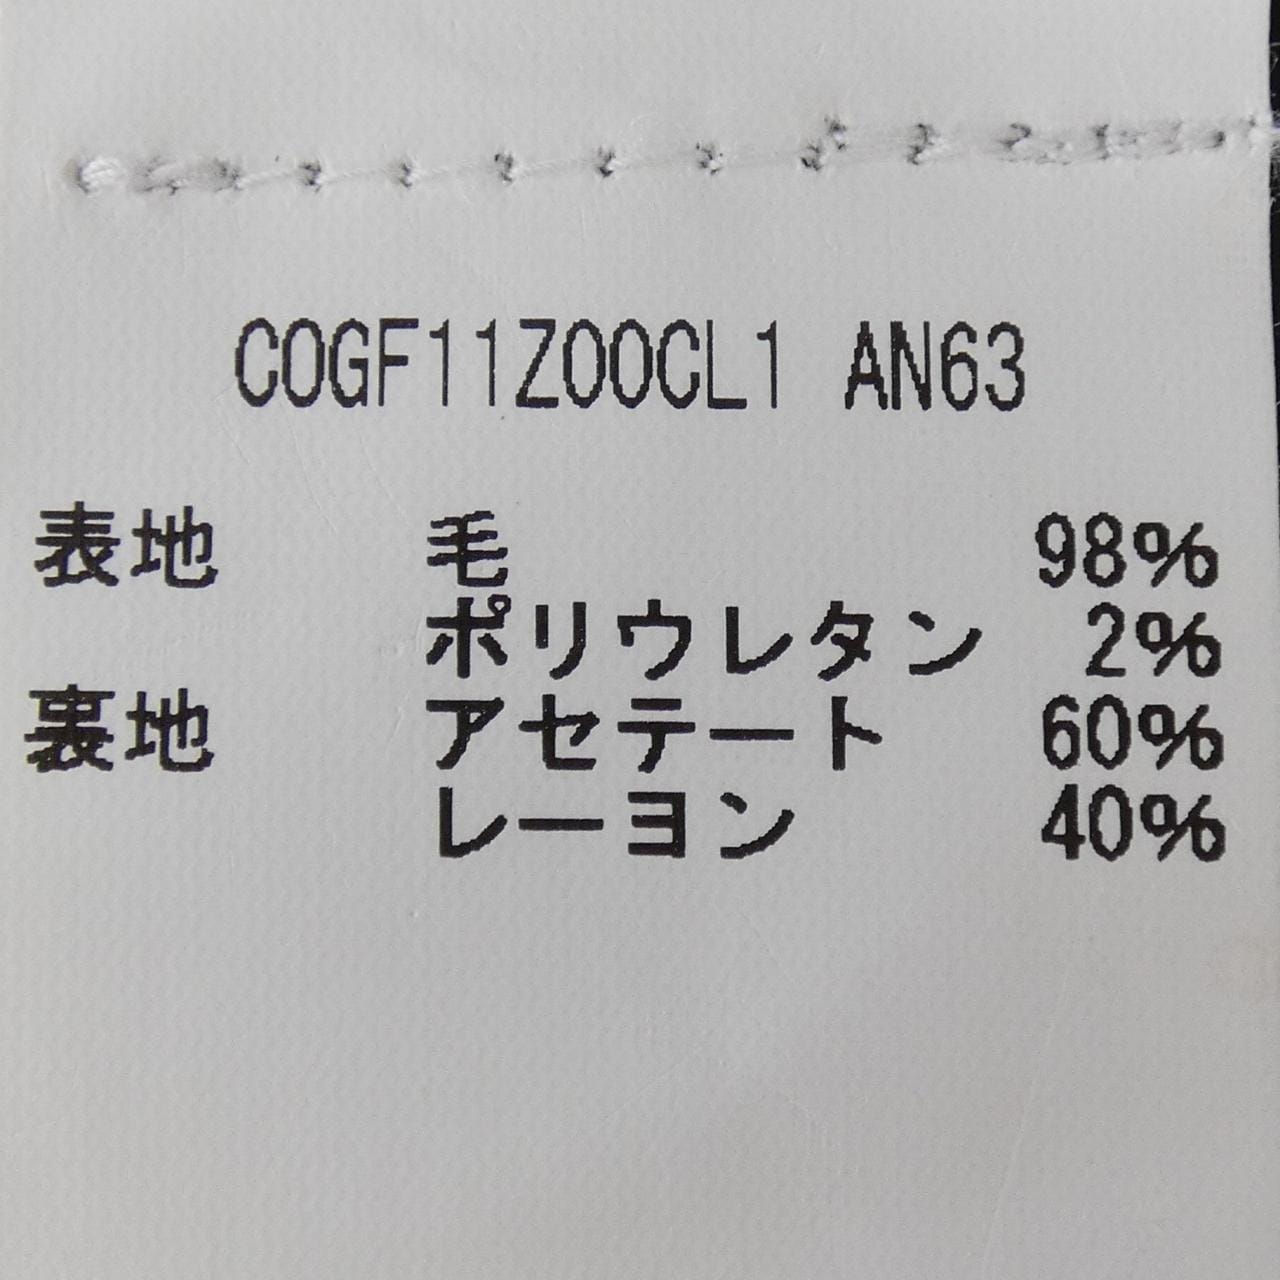 COGF11Z00CL1 AN63
表地 毛 98%
ポリウレタン 2%
裏地 アセテート 60%
レーヨン 40%